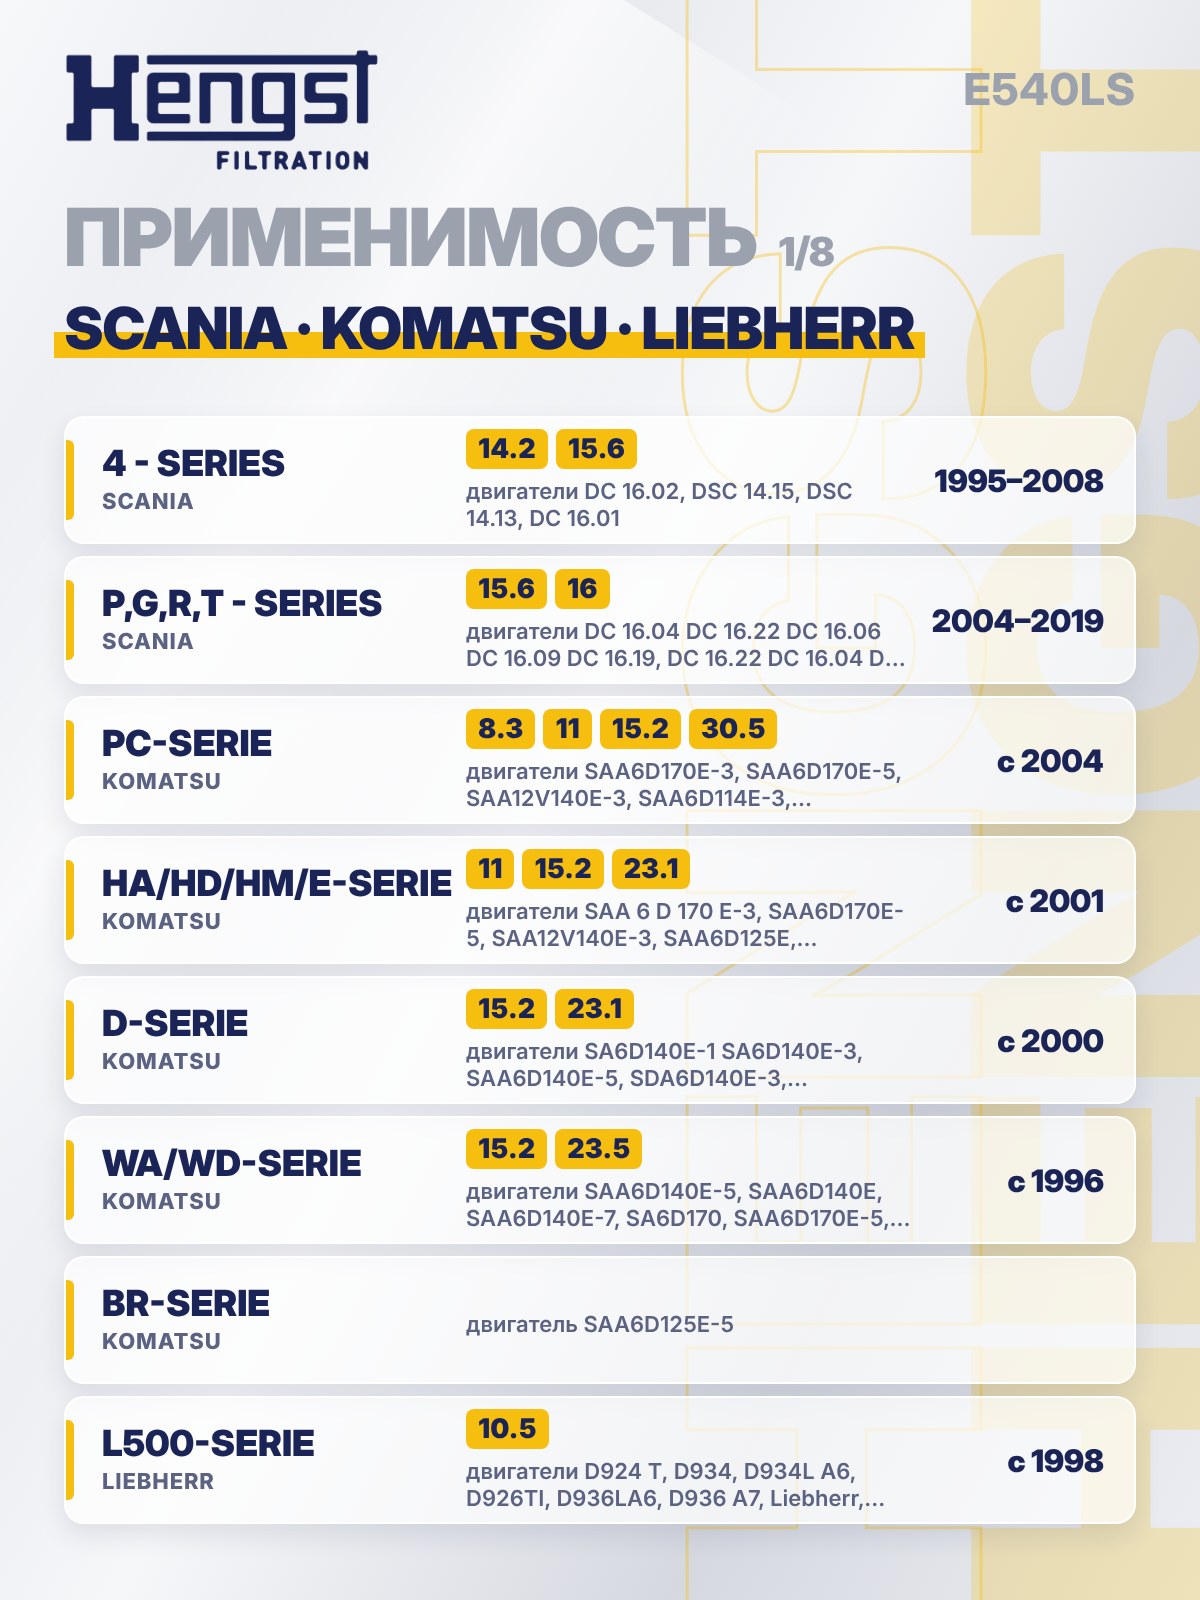 Hengst
FILTRATION
E540LS
ПРИМЕНИМОСТЬ 1/8
SCANIA · KOMATSU · LIEBHERR
4 - SERIES
SCANIA
14.2 15.6
двигатели DC 16.02, DSC 14.15, DSC
14.13, DC 16.01
1995–2008
P,G,R,T - SERIES
SCANIA
15.6 16
двигатели DC 16.04 DC 16.22 DC 16.06
DC 16.09 DC 16.19, DC 16.22 DC 16.04 D...
2004–2019
PC-SERIE
KOMATSU
8.3 11 15.2 30.5
двигатели SAA6D170E-3, SAA6D170E-5,
SAA12V140E-3, SAA6D114E-3,...
с 2004
HA/HD/HM/E-SERIE
KOMATSU
11 15.2 23.1
двигатели SAA 6 D 170 E-3, SAA6D170E-
5, SAA12V140E-3, SAA6D125E,...
с 2001
D-SERIE
KOMATSU
15.2 23.1
двигатели SA6D140E-1 SA6D140E-3,
SAA6D140E-5, SDA6D140E-3,...
с 2000
WA/WD-SERIE
KOMATSU
15.2 23.5
двигатели SAA6D140E-5, SAA6D140E,
SAA6D140E-7, SA6D170, SAA6D170E-5,...
с 1996
BR-SERIE
KOMATSU
двигатель SAA6D125E-5
L500-SERIE
LIEBHERR
10.5
двигатели D924 T, D934, D934L A6,
D926TI, D936LA6, D936 A7, Liebherr,...
с 1998
HENGST
HENGST